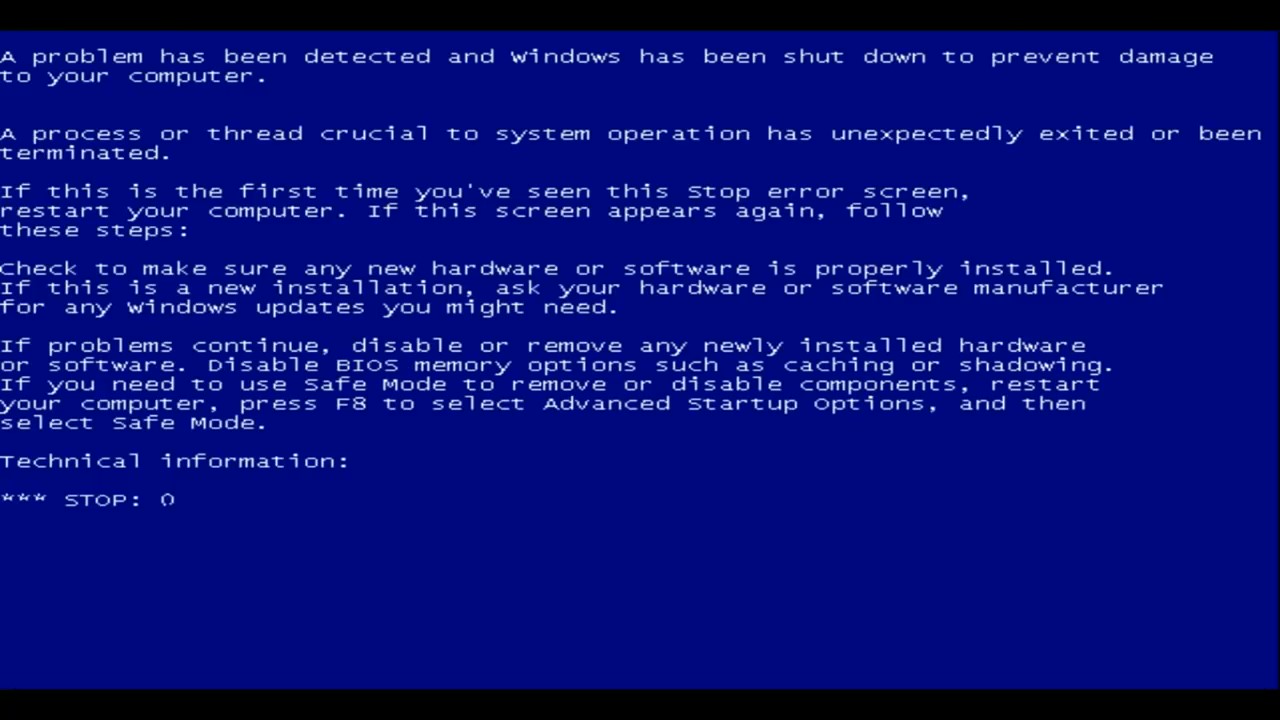 A problem has been detected and Windows has been shut down to prevent damage
to your computer.
A process or thread crucial to system operation has unexpectedly exited or been
terminated.
If this is the first time you've seen this Stop error screen,
restart your computer. If this screen appears again, follow
these steps:
Check to make sure any new hardware or software is properly installed.
If this is a new installation, ask your hardware or software manufacturer
for any Windows updates you might need.
If problems continue, disable or remove any newly installed hardware
or software. Disable BIOS memory options such as caching or shadowing.
If you need to use Safe Mode to remove or disable components, restart
your computer, press F8 to select Advanced Startup Options, and then
select Safe Mode.
Technical information:
*** STOP: 0